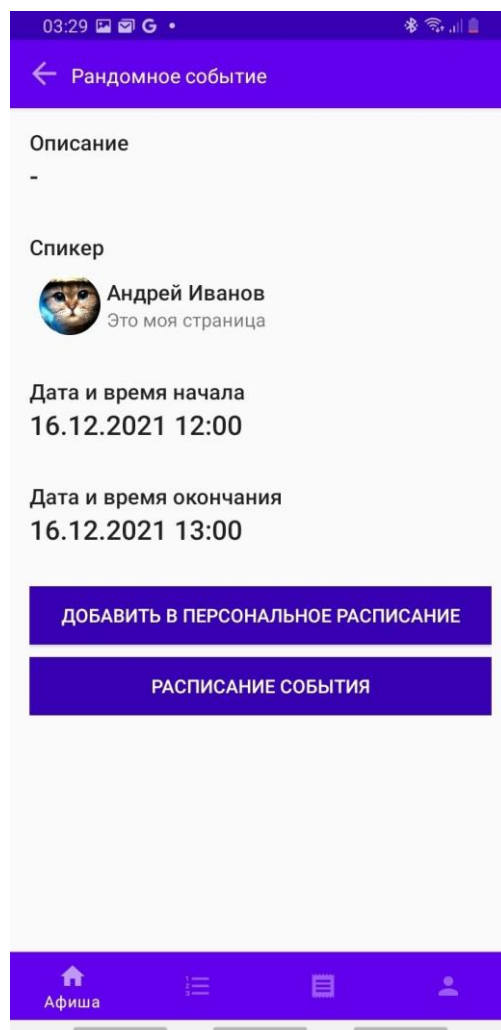 03:29 G
Рандомное событие
Описание
-
Спикер
Андрей Иванов
Это моя страница
Дата и время начала
16.12.2021 12:00
Дата и время окончания
16.12.2021 13:00
ДОБАВИТЬ В ПЕРСОНАЛЬНОЕ РАСПИСАНИЕ
РАСПИСАНИЕ СОБЫТИЯ
Афиша